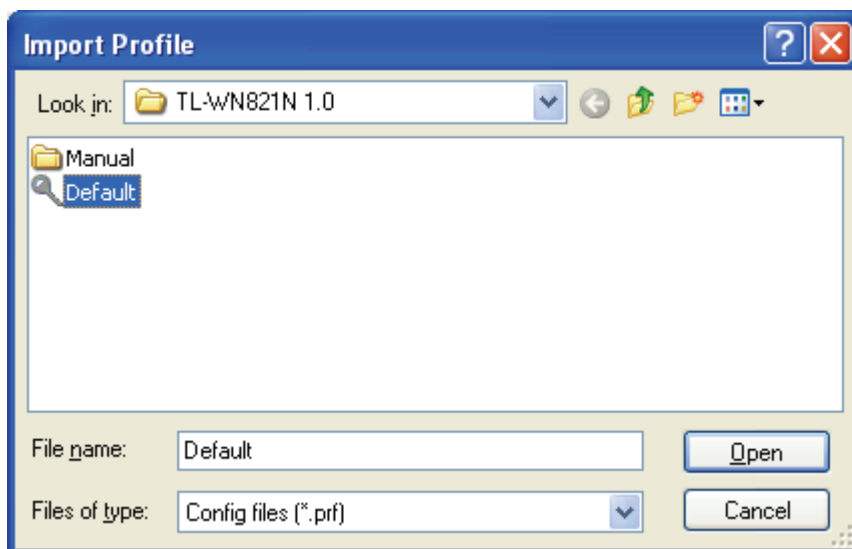 Import Profile
Look in: TL-WN821N 1.0
Manual
Default
File name: Default Open
Files of type: Config files (*.prf) Cancel